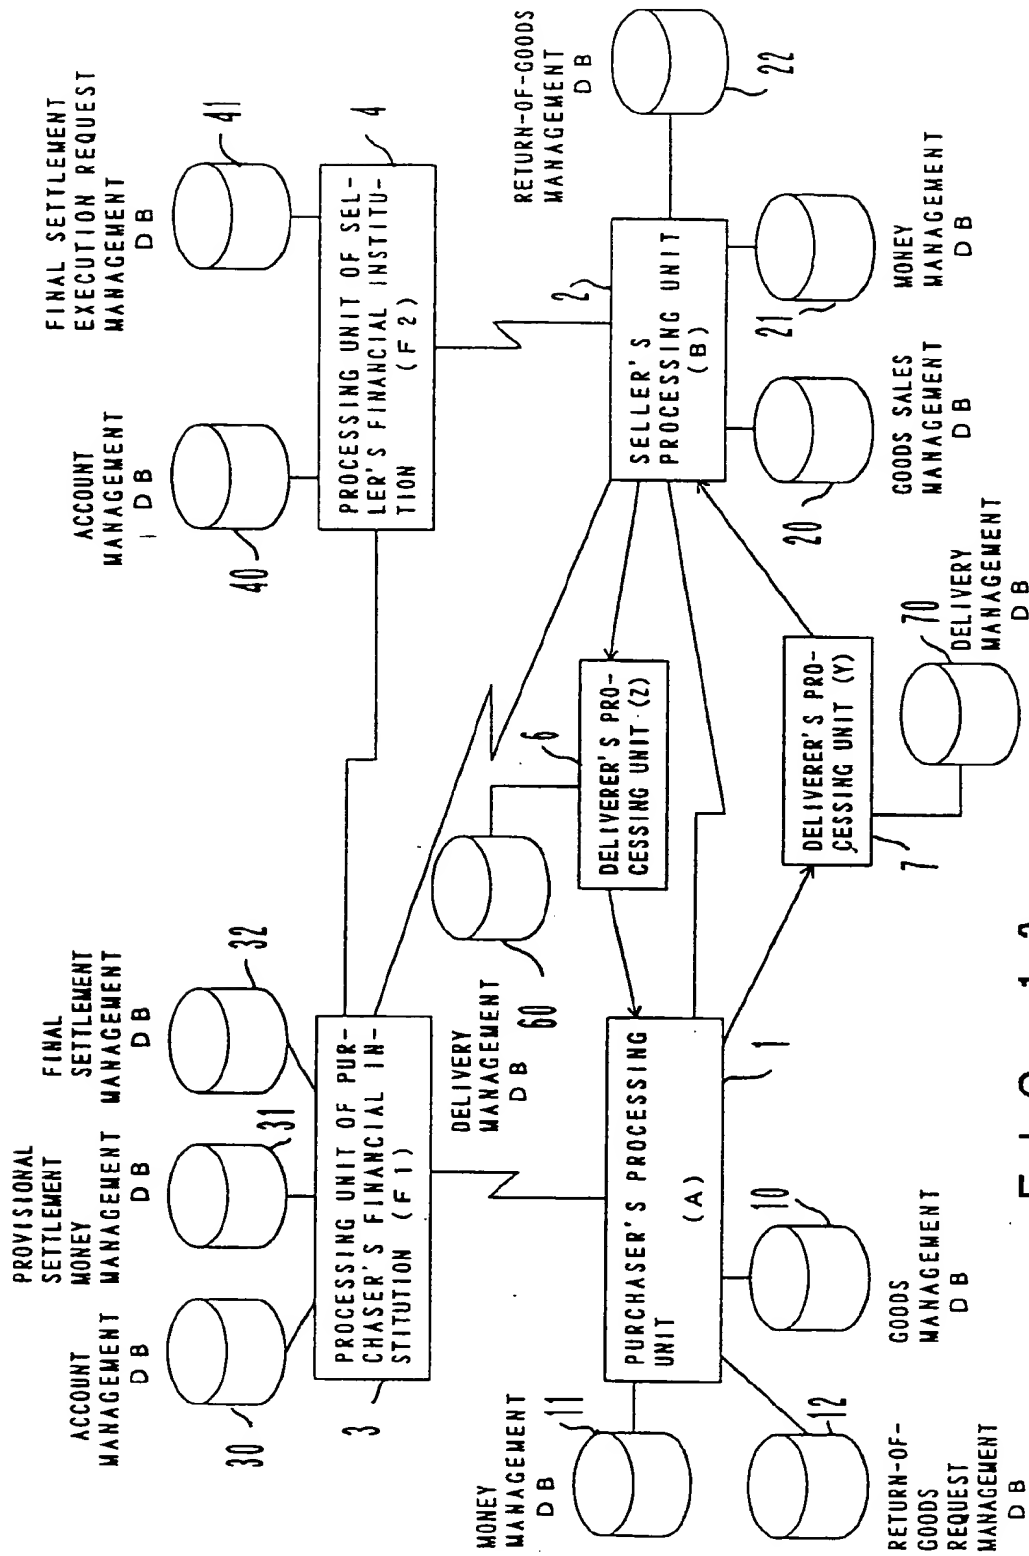 PROVISIONAL
SETTLEMENT
MONEY
MANAGEMENT
DB
31
ACCOUNT
MANAGEMENT
DB
30
FINAL
SETTLEMENT
MANAGEMENT
DB
32
ACCOUNT
MANAGEMENT
DB
40
FINAL SETTLEMENT
EXECUTION REQUEST
MANAGEMENT
DB
41
PROCESSING UNIT OF PUR-
CHASER'S FINANCIAL IN-
STITUTION (F1)
3
PROCESSING UNIT OF SEL-
LER'S FINANCIAL INSTITU-
TION (F2)
4
DELIVERY
MANAGEMENT
DB
60
6
DELIVERER'S PRO-
CESSING UNIT (Z)
RETURN-OF-GOODS
MANAGEMENT
DB
22
MONEY
MANAGEMENT
DB
11
PURCHASER'S PROCESSING
UNIT
(A)
1
SELLER'S
PROCESSING UNIT
(B)
2
RETURN-OF-
GOODS
REQUEST
MANAGEMENT
DB
12
GOODS
MANAGEMENT
DB
10
DELIVERER'S PRO-
CESSING UNIT (Y)
7
DELIVERY
MANAGEMENT
DB
70
GOODS SALES
MANAGEMENT
DB
20
MONEY
MANAGEMENT
DB
21